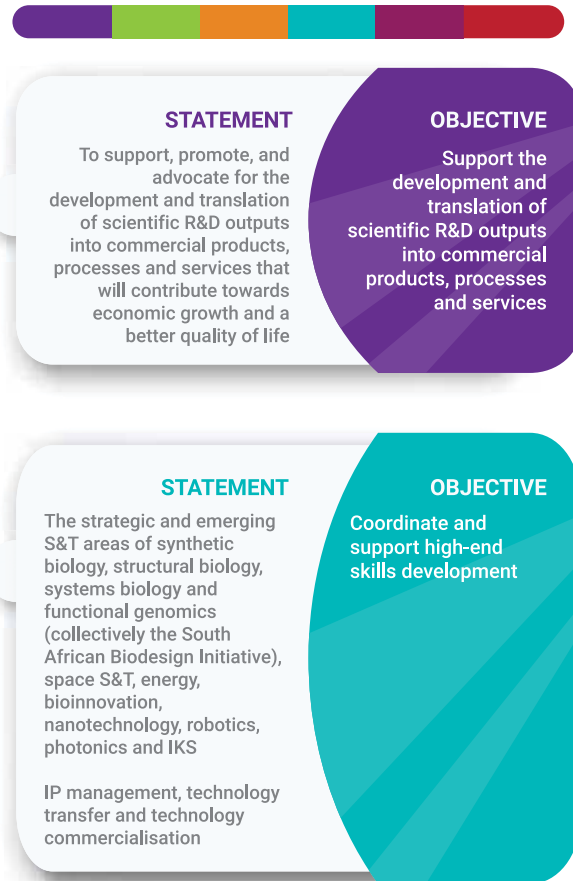 STATEMENT
To support, promote, and
advocate for the
development and translation
of scientific R&D outputs
into commercial products,
processes and services that
will contribute towards
economic growth and a
better quality of life
OBJECTIVE
Support the
development and
translation of
scientific R&D outputs
into commercial
products, processes
and services
STATEMENT
The strategic and emerging
S&T areas of synthetic
biology, structural biology,
systems biology and
functional genomics
(collectively the South
African Biodesign Initiative),
space S&T, energy,
bioinnovation,
nanotechnology, robotics,
photonics and IKS
IP management, technology
transfer and technology
commercialisation
OBJECTIVE
Coordinate and
support high-end
skills development